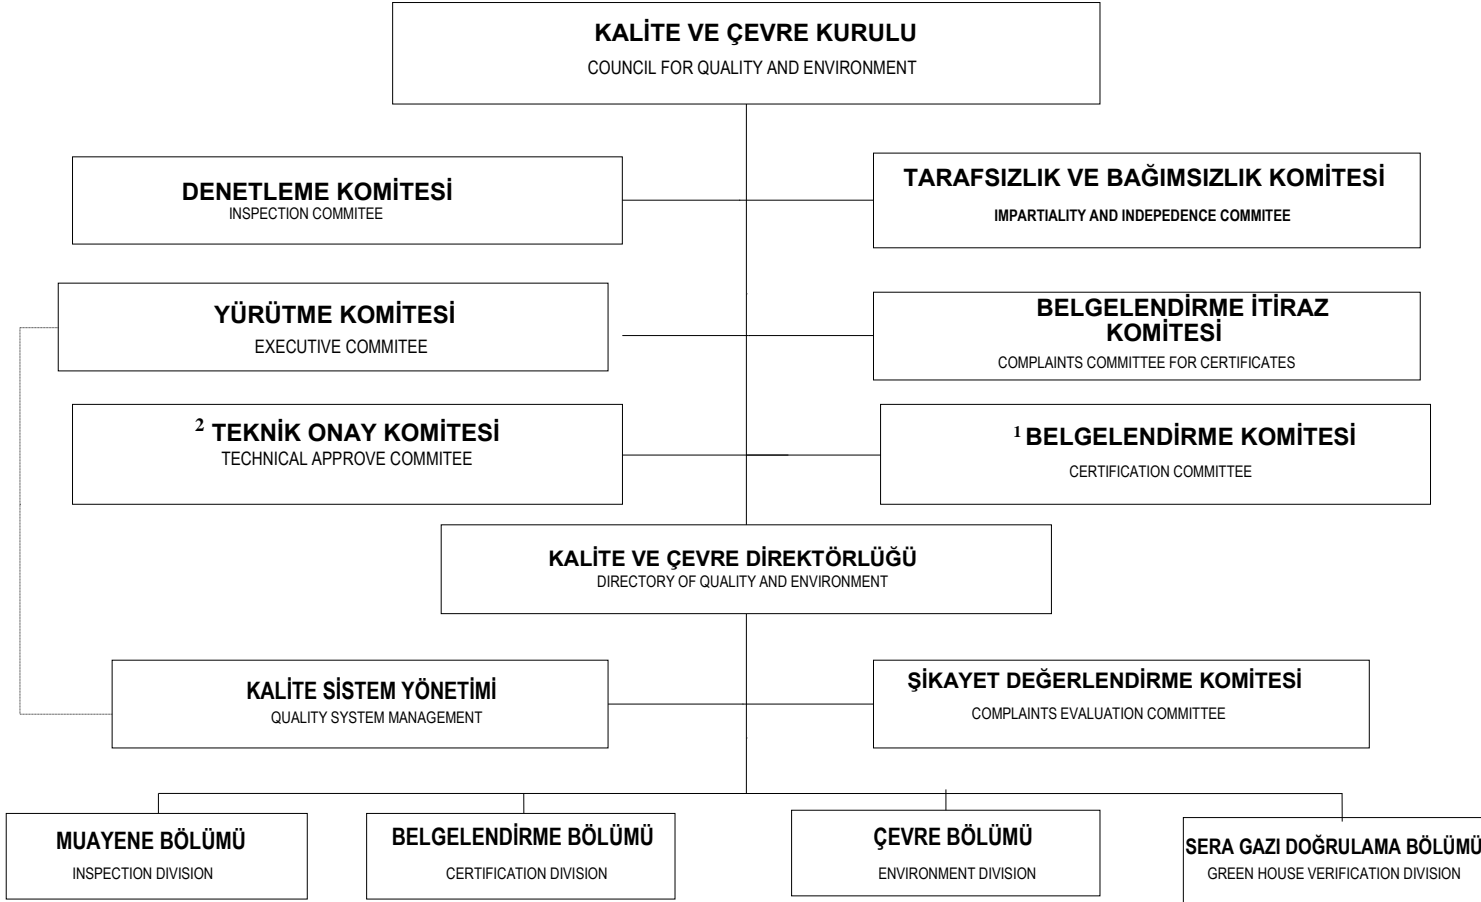 KALİTE VE ÇEVRE KURULU
COUNCIL FOR QUALITY AND ENVIRONMENT
DENETLEME KOMİTESİ
INSPECTION COMMITEE
TARAFSIZLIK VE BAĞIMSIZLIK KOMİTESİ
IMPARTIALITY AND INDEPEDENCE COMMITEE
YÜRÜTME KOMİTESİ
EXECUTIVE COMMITEE
BELGELENDİRME İTİRAZ
KOMİTESİ
COMPLAINTS COMMITTEE FOR CERTIFICATES
2 TEKNİK ONAY KOMİTESİ
TECHNICAL APPROVE COMMITEE
1 BELGELENDİRME KOMİTESİ
CERTIFICATION COMMITTEE
KALİTE VE ÇEVRE DİREKTÖRLÜĞÜ
DIRECTORY OF QUALITY AND ENVIRONMENT
KALİTE SİSTEM YÖNETİMİ
QUALITY SYSTEM MANAGEMENT
ŞİKAYET DEĞERLENDİRME KOMİTESİ
COMPLAINTS EVALUATION COMMITTEE
MUAYENE BÖLÜMÜ
INSPECTION DIVISION
BELGELENDİRME BÖLÜMÜ
CERTIFICATION DIVISION
ÇEVRE BÖLÜMÜ
ENVIRONMENT DIVISION
SERA GAZI DOĞRULAMA BÖLÜMÜ
GREEN HOUSE VERIFICATION DIVISION